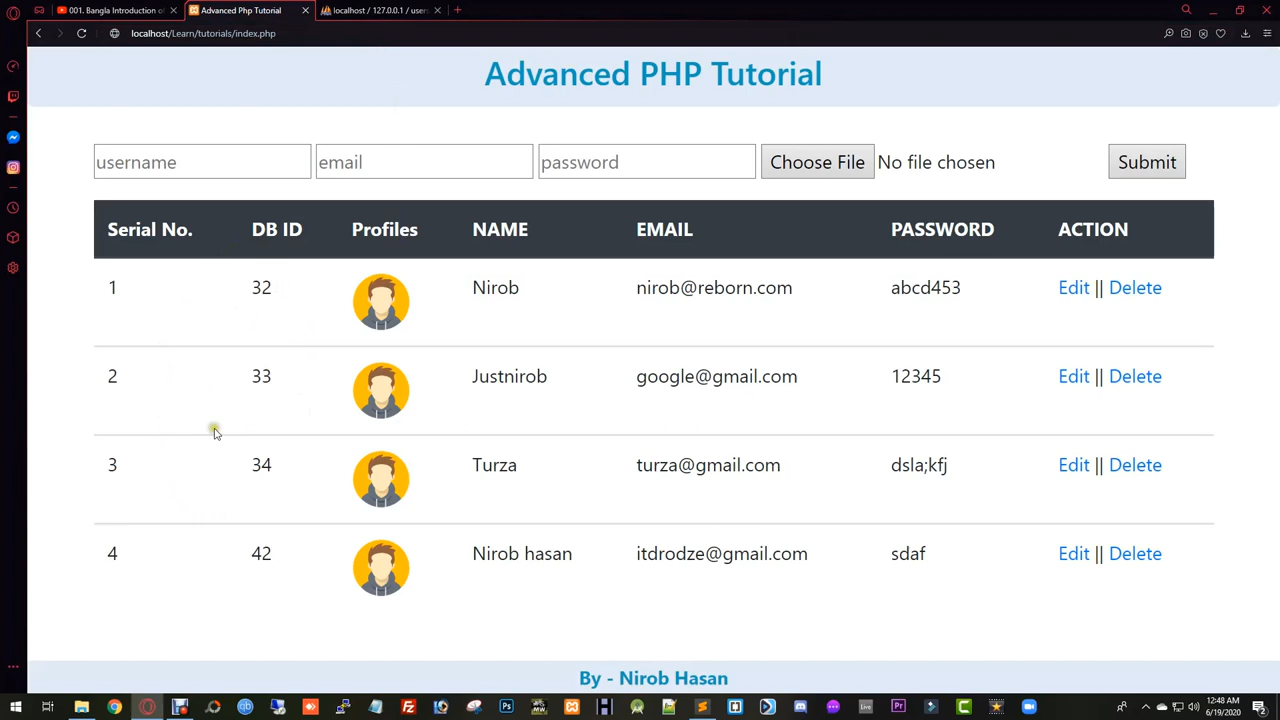 001. Bangla Introduction of
Advanced Php Tutorial
localhost / 127.0.0.1 / user
localhost/Learn/tutorials/index.php
Advanced PHP Tutorial
username email password Choose File No file chosen Submit
Serial No. DB ID Profiles NAME EMAIL PASSWORD ACTION
1 32 Nirob nirob@reborn.com abcd453 Edit || Delete
2 33 Justnirob google@gmail.com 12345 Edit || Delete
3 34 Turza turza@gmail.com dsla;kfj Edit || Delete
4 42 Nirob hasan itdrodze@gmail.com sdaf Edit || Delete
By - Nirob Hasan
12:48 AM
6/19/2020